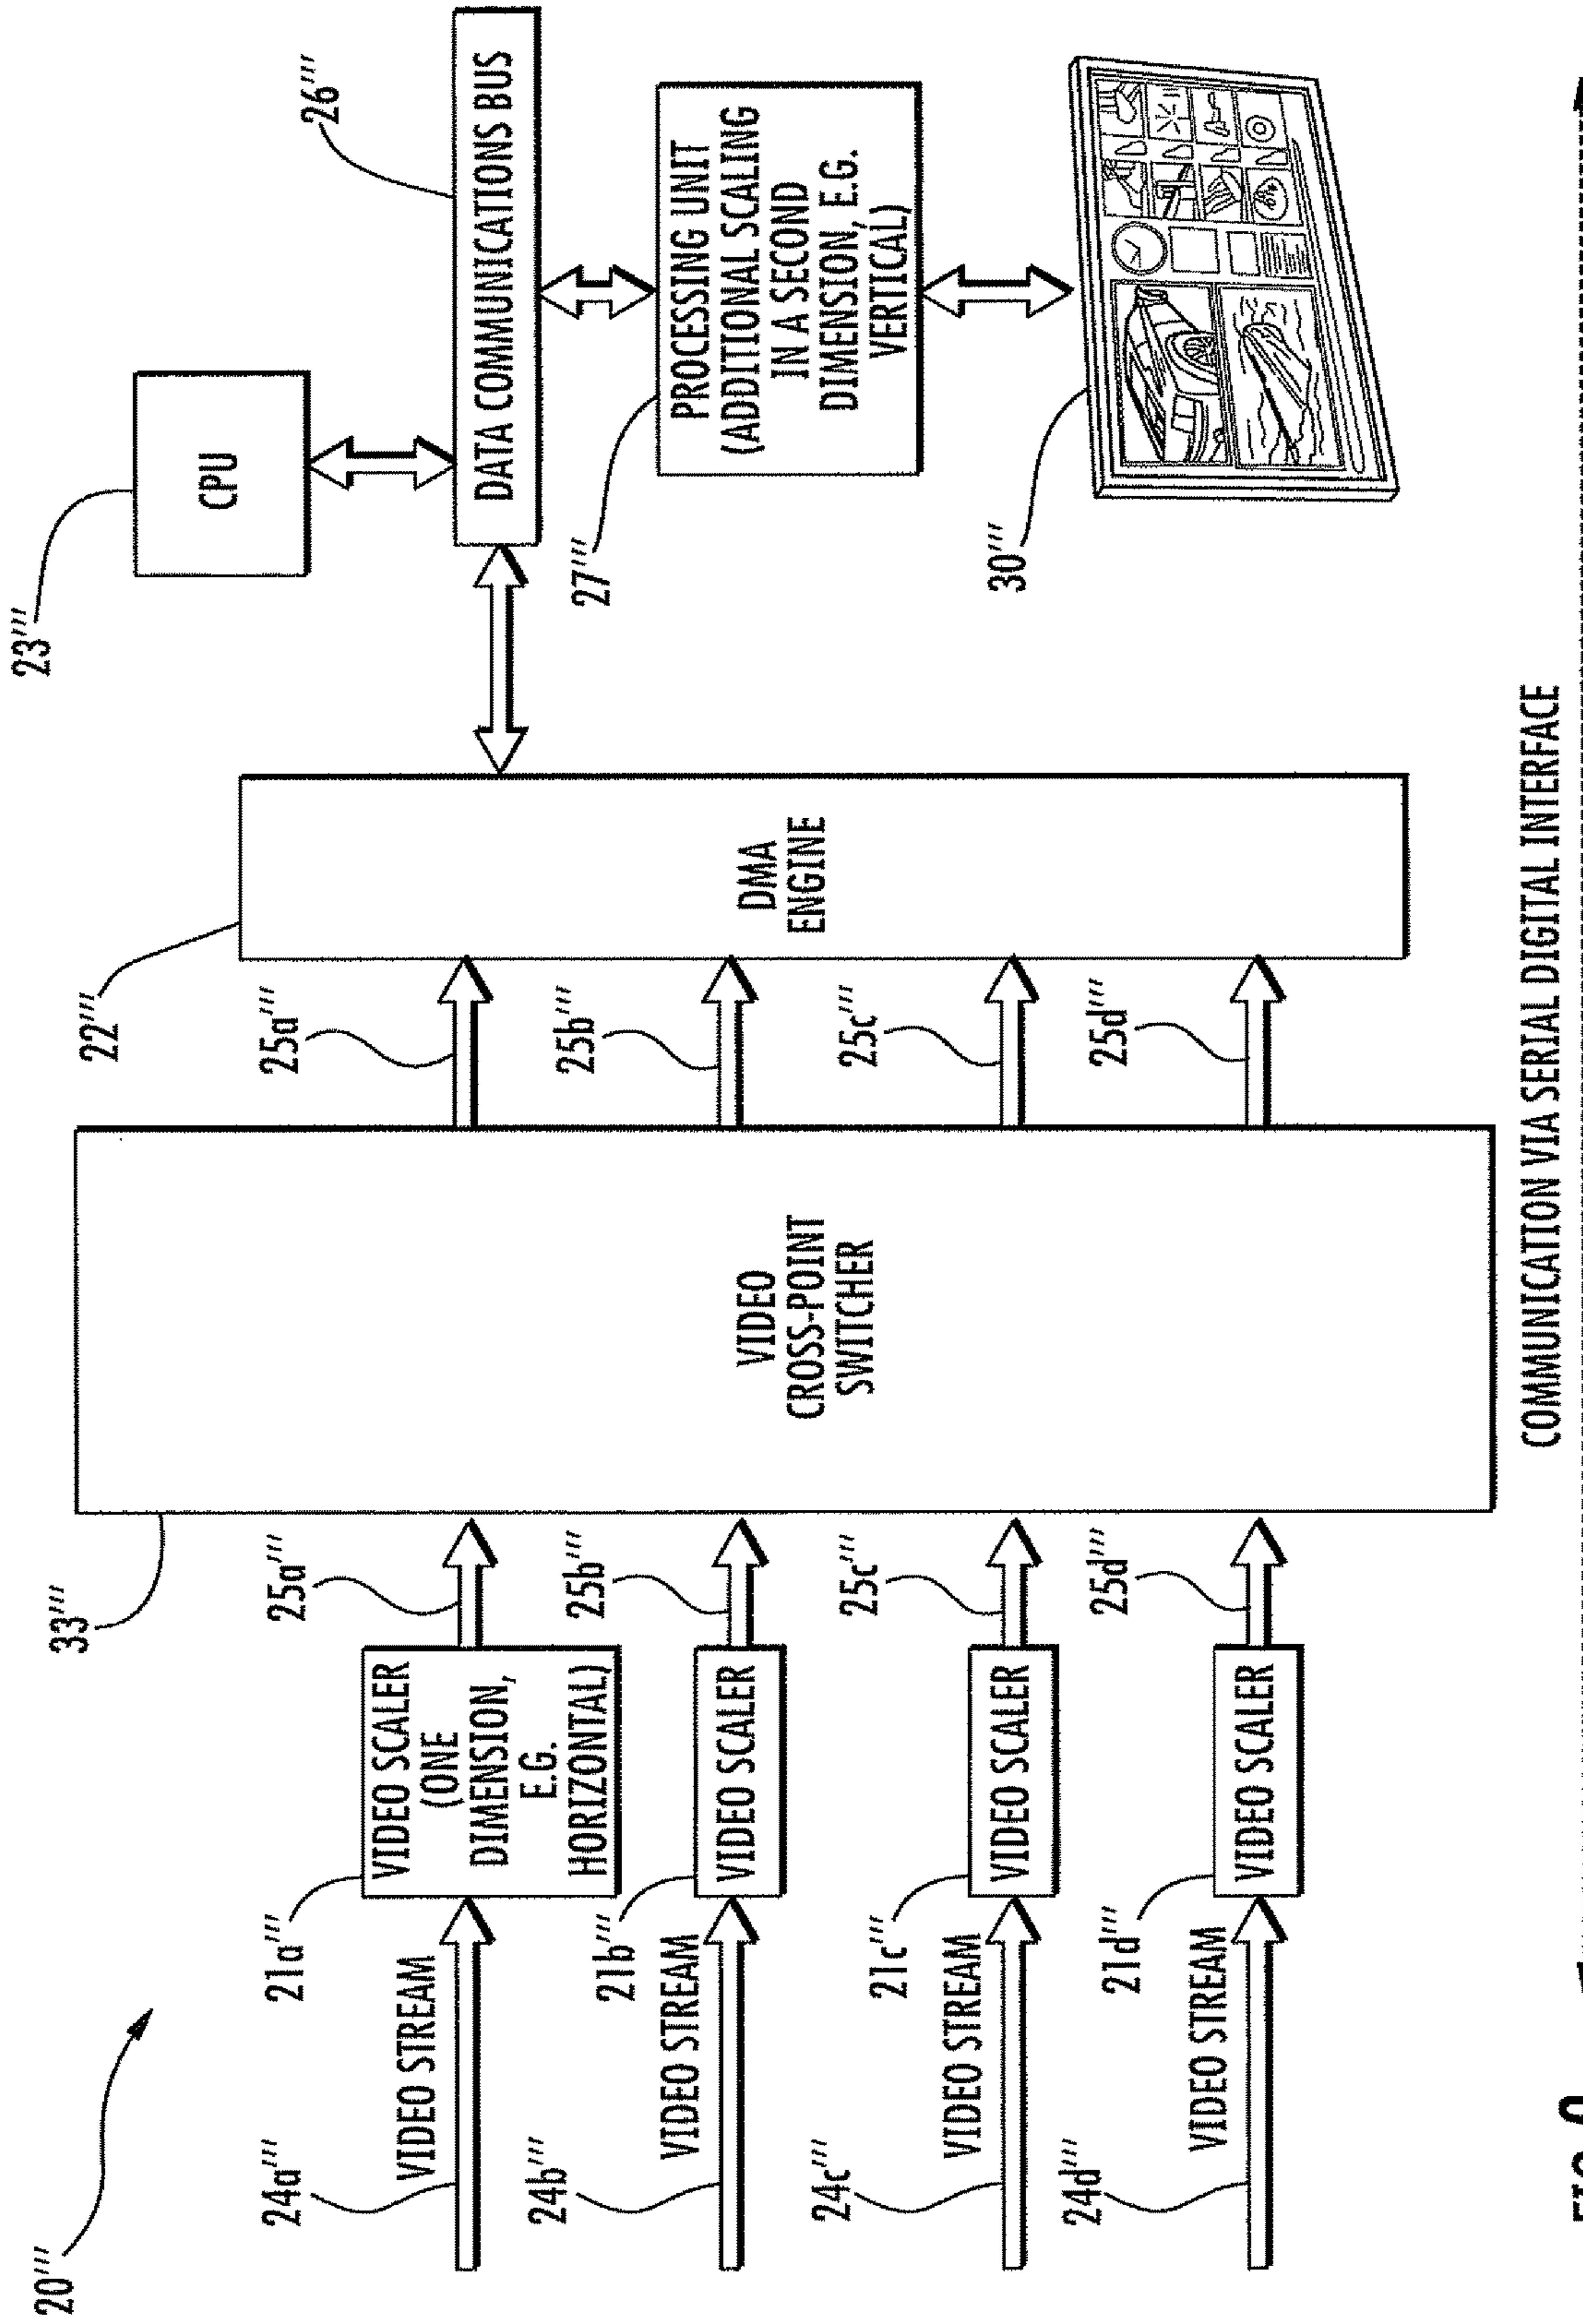 20'''
24a'''
VIDEO STREAM
21a'''
VIDEO SCALER
(ONE
DIMENSION,
E.G.
HORIZONTAL)
25a'''
24b'''
VIDEO STREAM
21b'''
VIDEO SCALER
25b'''
24c'''
VIDEO STREAM
21c'''
VIDEO SCALER
25c'''
24d'''
VIDEO STREAM
21d'''
VIDEO SCALER
25d'''
33'''
VIDEO
CROSS-POINT
SWITCHER
25a'''
25b'''
25c'''
25d'''
22'''
DMA
ENGINE
23'''
CPU
26'''
DATA COMMUNICATIONS BUS
27'''
PROCESSING UNIT
(ADDITIONAL SCALING
IN A SECOND
DIMENSION, E.G.
VERTICAL)
30'''
COMMUNICATION VIA SERIAL DIGITAL INTERFACE